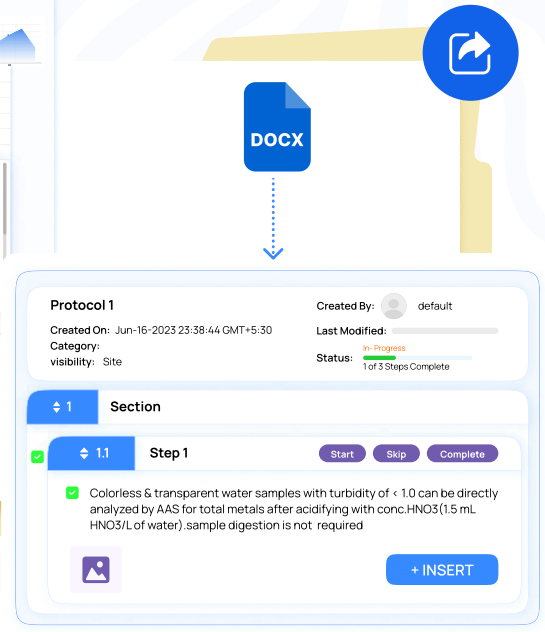 DOCX
Protocol 1
Created On: Jun-16-2023 23:38:44 GMT+5:30
Category:
visibility: Site
Created By: default
Last Modified:
In- Progress
Status:
1 of 3 Steps Complete
1 Section
1.1 Step 1 Start Skip Complete
Colorless & transparent water samples with turbidity of < 1.0 can be directly
analyzed by AAS for total metals after acidifying with conc.HNO3(1.5 mL
HNO3/L of water).sample digestion is not required
+ INSERT